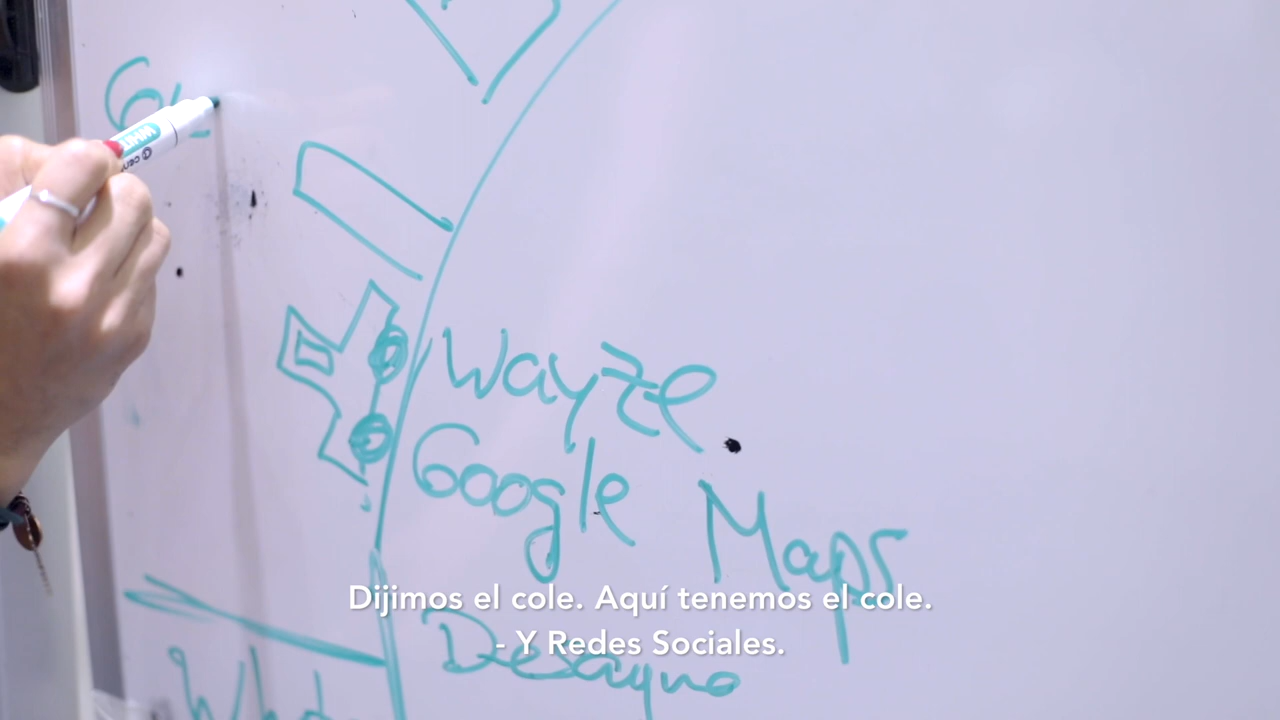 Wayze
Google Maps
Desayno
Dijimos el cole. Aquí tenemos el cole.
- Y Redes Sociales.